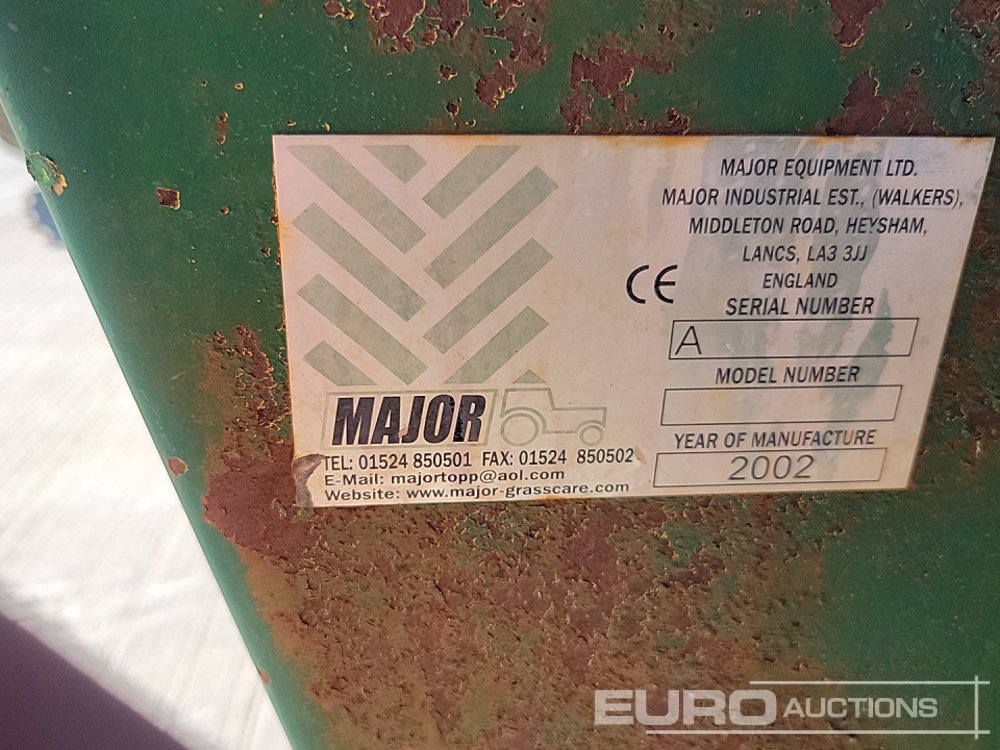 MAJOR EQUIPMENT LTD.
MAJOR INDUSTRIAL EST., (WALKERS),
MIDDLETON ROAD, HEYSHAM,
LANCS, LA3 3JJ
ENGLAND
CE
SERIAL NUMBER
A
MODEL NUMBER
YEAR OF MANUFACTURE
2002
MAJOR
TEL: 01524 850501 FAX: 01524 850502
E-Mail: majortopp@aol.com
Website: www.major-grasscare.com
EURO AUCTIONS